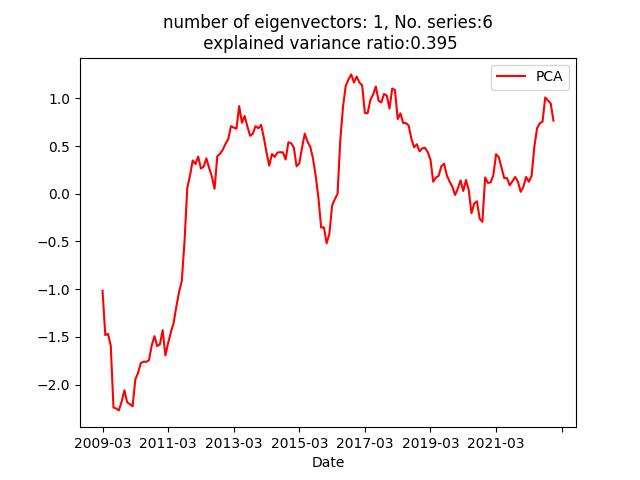 number of eigenvectors: 1, No. series:6
explained variance ratio:0.395
PCA
1.0
0.5
0.0
−0.5
−1.0
−1.5
−2.0
2009-03 2011-03 2013-03 2015-03 2017-03 2019-03 2021-03
Date